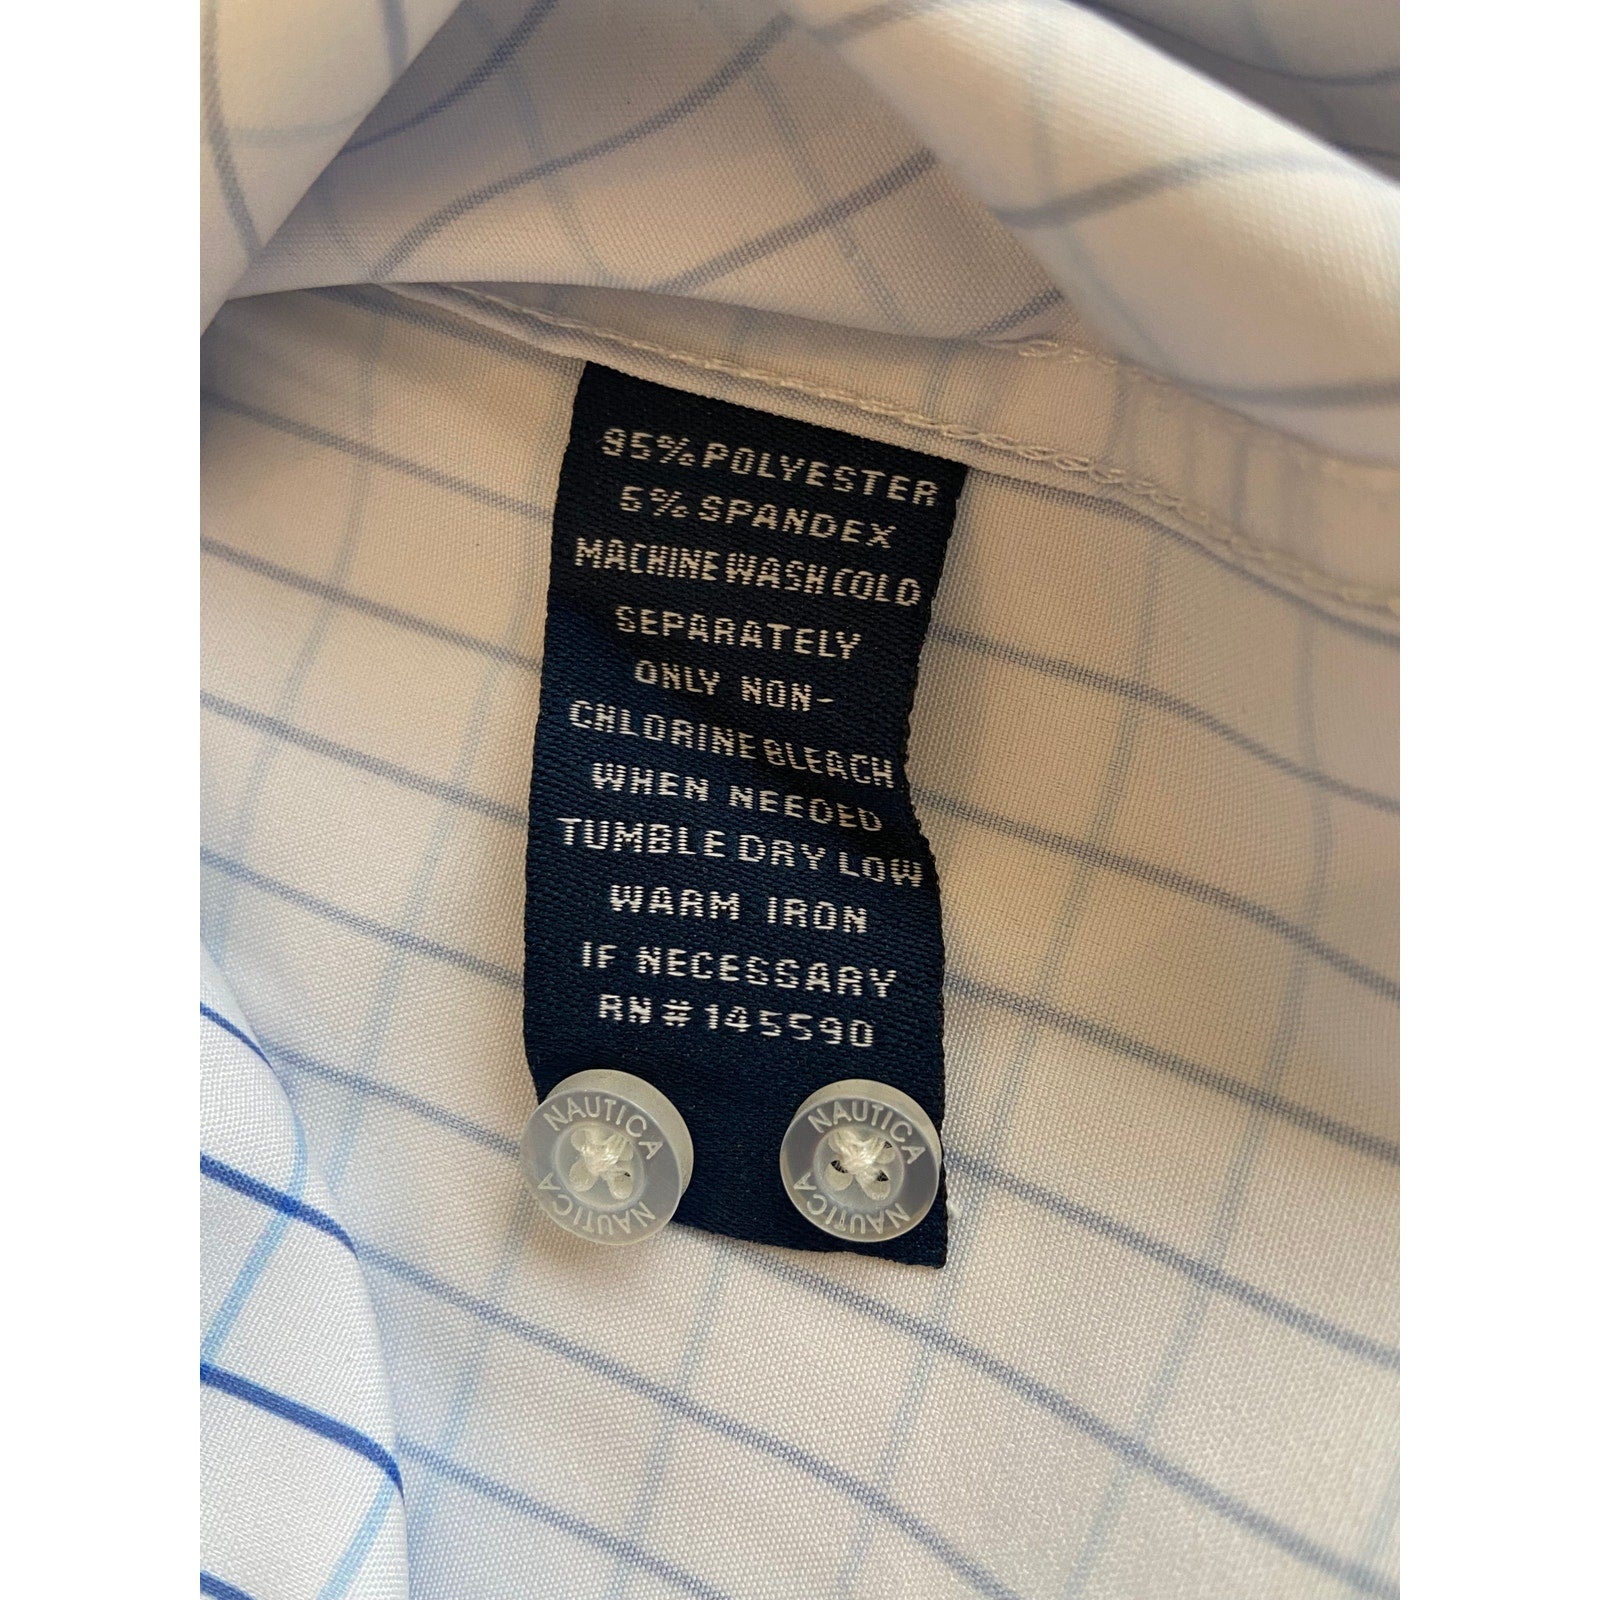 95% POLYESTER
5% SPANDEX
MACHINE WASH COLD
SEPARATELY
ONLY NON-
CHLORINE BLEACH
WHEN NEEDED
TUMBLE DRY LOW
WARM IRON
IF NECESSARY
RN# 145590
NAUTICA
NAUTICA
NAUTICA
NAUTICA